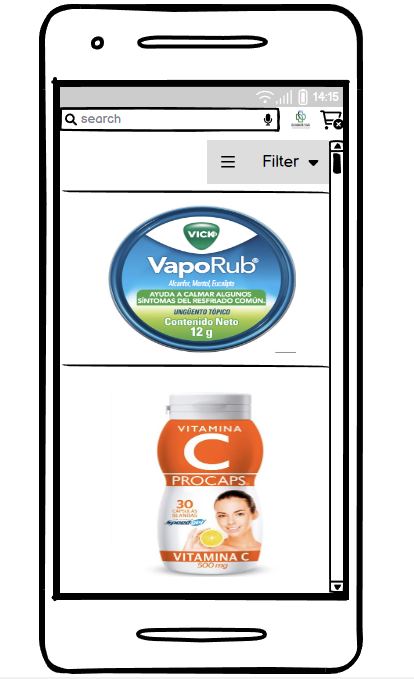 14:15
search
Filter
VICK
VapoRub®
Alcanfor, Mentol, Eucalipto
AYUDA A CALMAR ALGUNOS
SÍNTOMAS DEL RESFRIADO COMÚN.
UNGÜENTO TÓPICO
Contenido Neto
12 g
VITAMINA
C
PROCAPS
30
CÁPSULAS
BLANDAS
VITAMINA C
500 mg